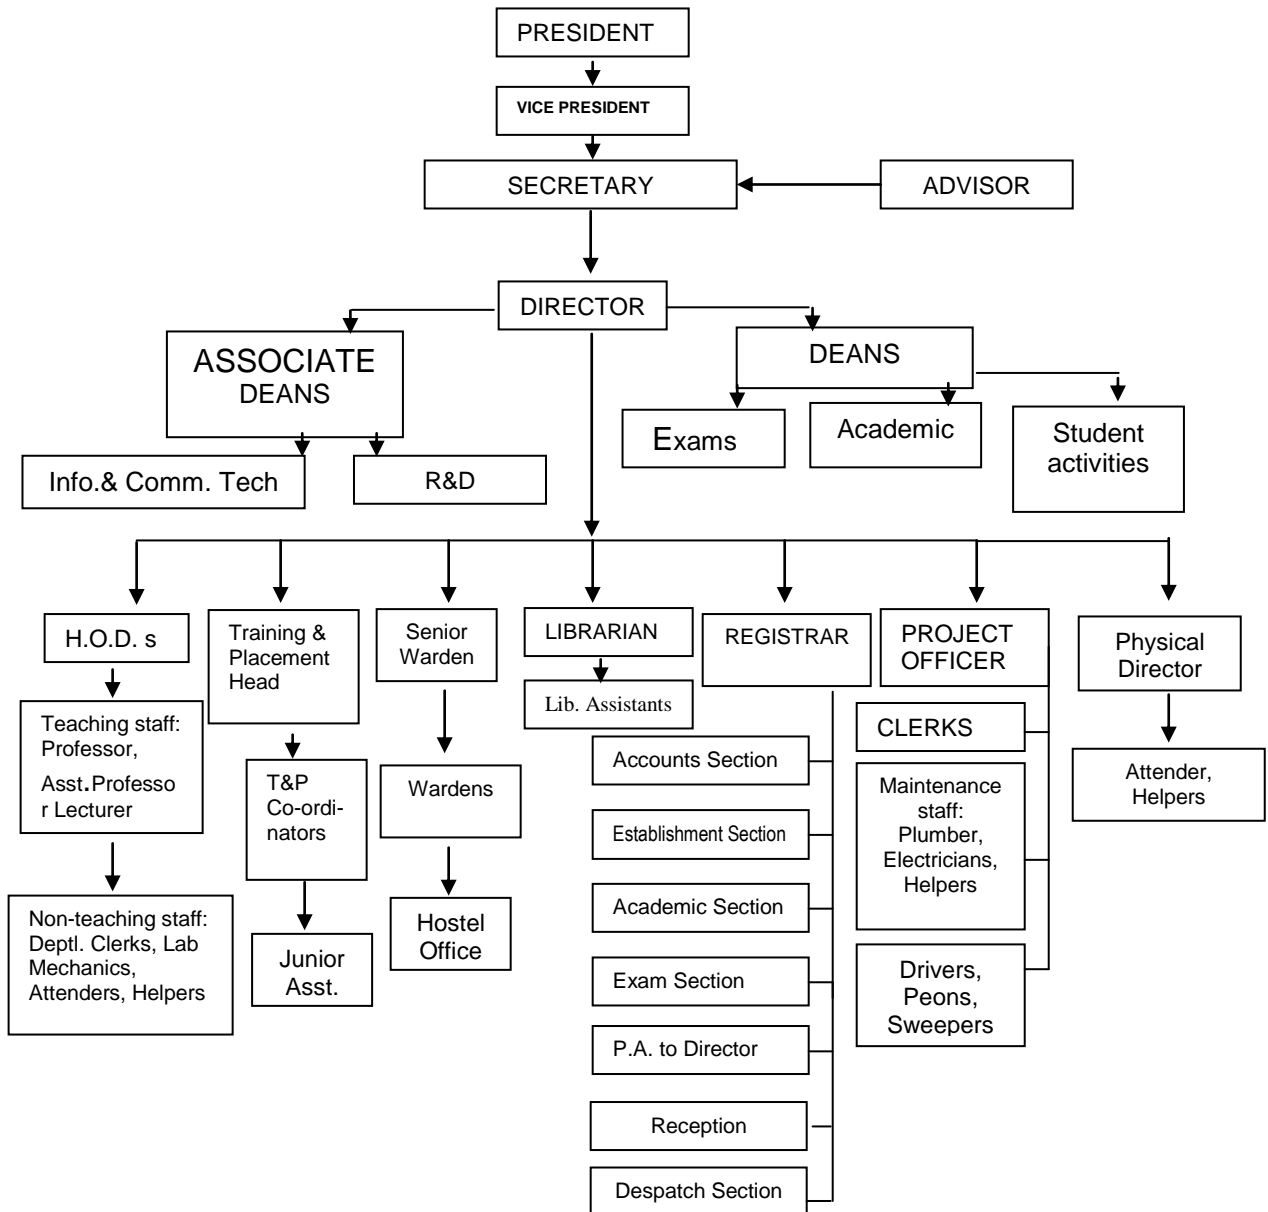 PRESIDENT
VICE PRESIDENT
SECRETARY
ADVISOR
DIRECTOR
ASSOCIATE
DEANS
DEANS
Info.& Comm. Tech
R&D
Exams
Academic
Student
activities
H.O.D. s
Training &
Placement
Head
Senior
Warden
LIBRARIAN
REGISTRAR
PROJECT
OFFICER
Physical
Director
Teaching staff:
Professor,
Asst.Professo
r Lecturer
T&P
Co-ordi-
nators
Wardens
Lib. Assistants
Accounts Section
Establishment Section
Academic Section
Exam Section
P.A. to Director
Reception
Despatch Section
CLERKS
Maintenance
staff:
Plumber,
Electricians,
Helpers
Drivers,
Peons,
Sweepers
Attender,
Helpers
Non-teaching staff:
Deptl. Clerks, Lab
Mechanics,
Attenders, Helpers
Junior
Asst.
Hostel
Office